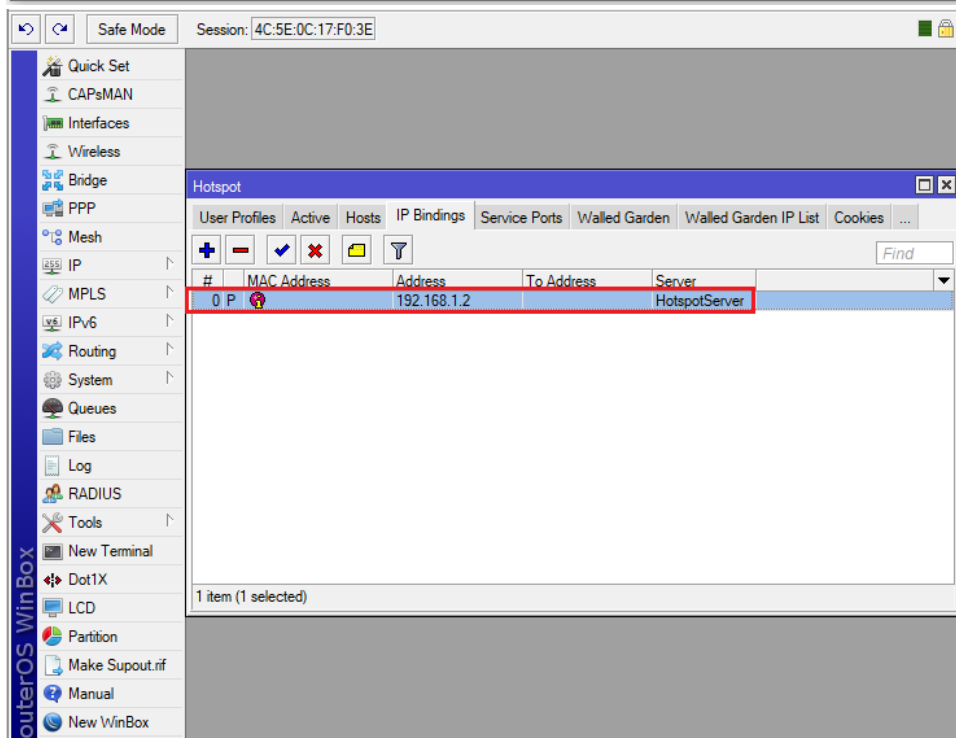 Safe Mode Session: 4C:5E:0C:17:F0:3E
Quick Set
CAPsMAN
Interfaces
Wireless
Bridge
PPP
Mesh
IP
MPLS
IPv6
Routing
System
Queues
Files
Log
RADIUS
Tools
New Terminal
Dot1X
LCD
Partition
Make Supout.rif
Manual
New WinBox
outerOS WinBox
Hotspot
User Profiles Active Hosts IP Bindings Service Ports Walled Garden Walled Garden IP List Cookies ...
Find
# MAC Address Address To Address Server
0 P 192.168.1.2 HotspotServer
1 item (1 selected)